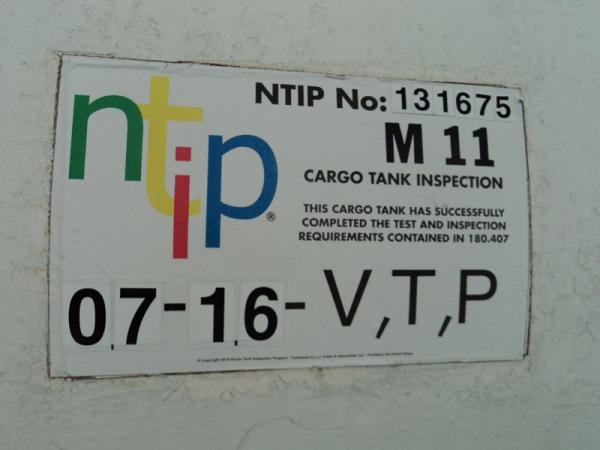 ntip®
NTIP No: 131675
M 11
CARGO TANK INSPECTION
THIS CARGO TANK HAS SUCCESSFULLY
COMPLETED THE TEST AND INSPECTION
REQUIREMENTS CONTAINED IN 180.407
07-16-V,T,P